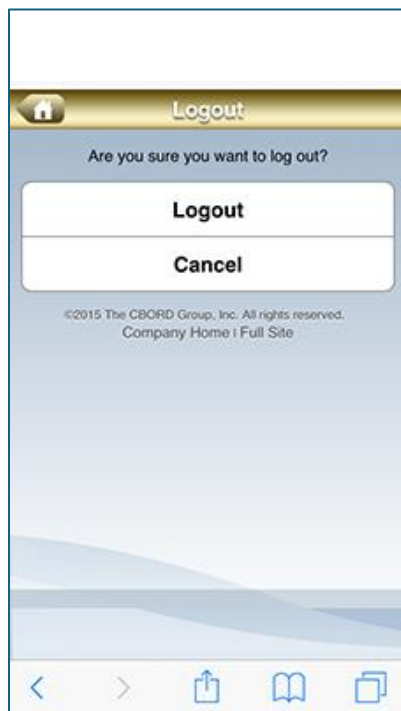 Logout
Are you sure you want to log out?
Logout
Cancel
©2015 The CBORD Group, Inc. All rights reserved.
Company Home | Full Site